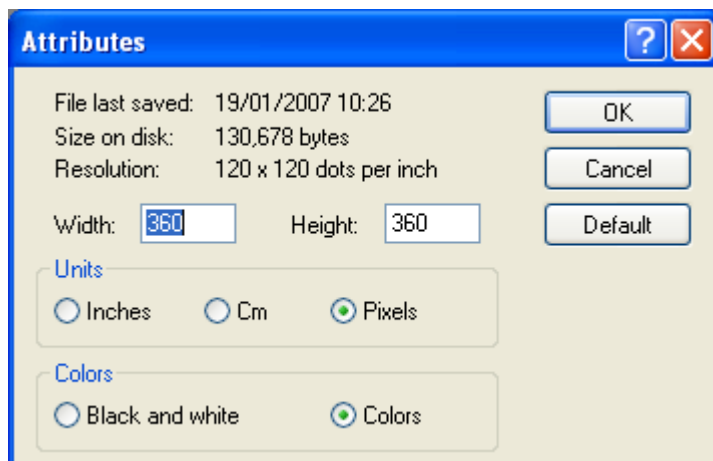 Attributes
File last saved: 19/01/2007 10:26
OK
Size on disk: 130,678 bytes
Resolution: 120 x 120 dots per inch
Cancel
Width: 360 Height: 360
Default
Units
Inches Cm Pixels
Colors
Black and white Colors